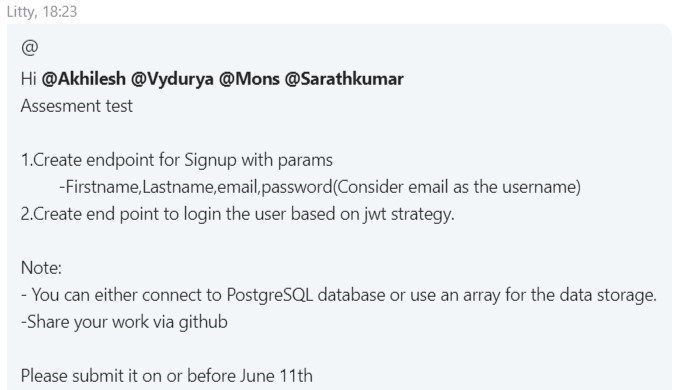 Litty, 18:23
@
Hi @Akhilesh @Vydurya @Mons @Sarathkumar
Assesment test
1.Create endpoint for Signup with params
-Firstname,Lastname,email,password(Consider email as the username)
2.Create end point to login the user based on jwt strategy.
Note:
- You can either connect to PostgreSQL database or use an array for the data storage.
-Share your work via github
Please submit it on or before June 11th